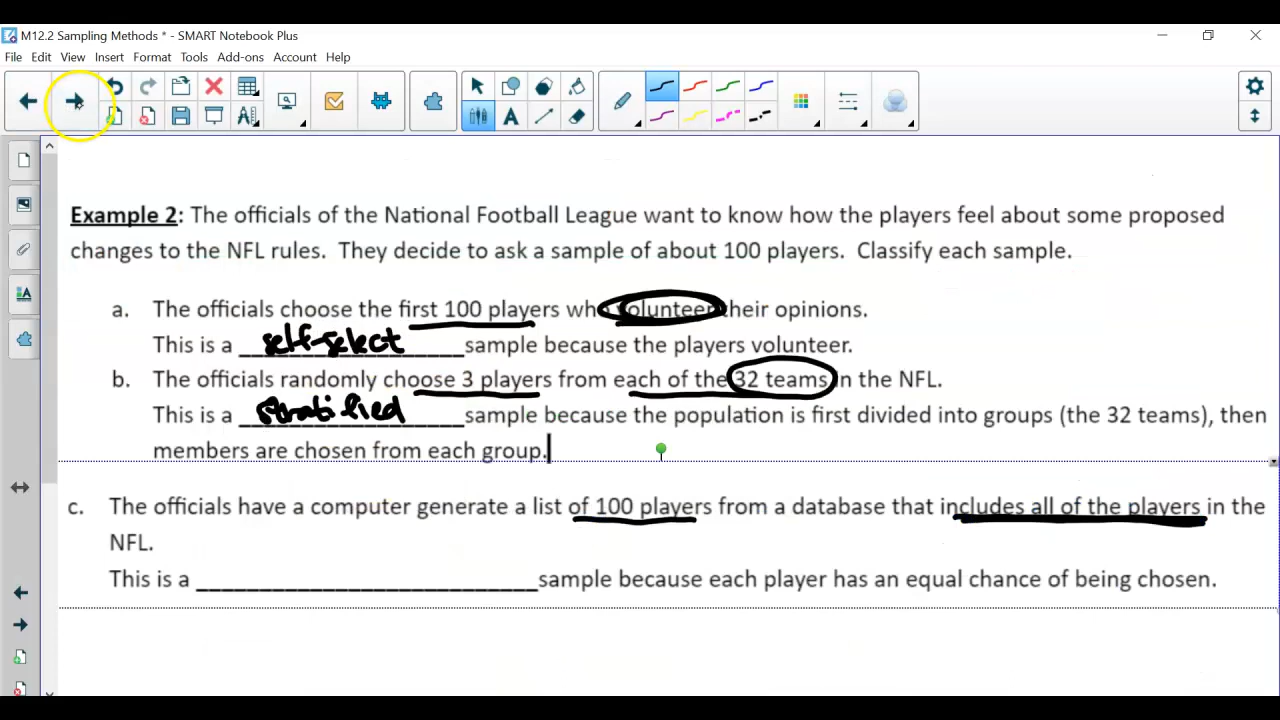 M12.2 Sampling Methods * - SMART Notebook Plus
File Edit View Insert Format Tools Add-ons Account Help
Example 2: The officials of the National Football League want to know how the players feel about some proposed
changes to the NFL rules. They decide to ask a sample of about 100 players. Classify each sample.
a. The officials choose the first 100 players who volunteer their opinions.
This is a self-select sample because the players volunteer.
b. The officials randomly choose 3 players from each of the 32 teams in the NFL.
This is a stratified sample because the population is first divided into groups (the 32 teams), then
members are chosen from each group.
c. The officials have a computer generate a list of 100 players from a database that includes all of the players in the
NFL.
This is a ___________________________ sample because each player has an equal chance of being chosen.